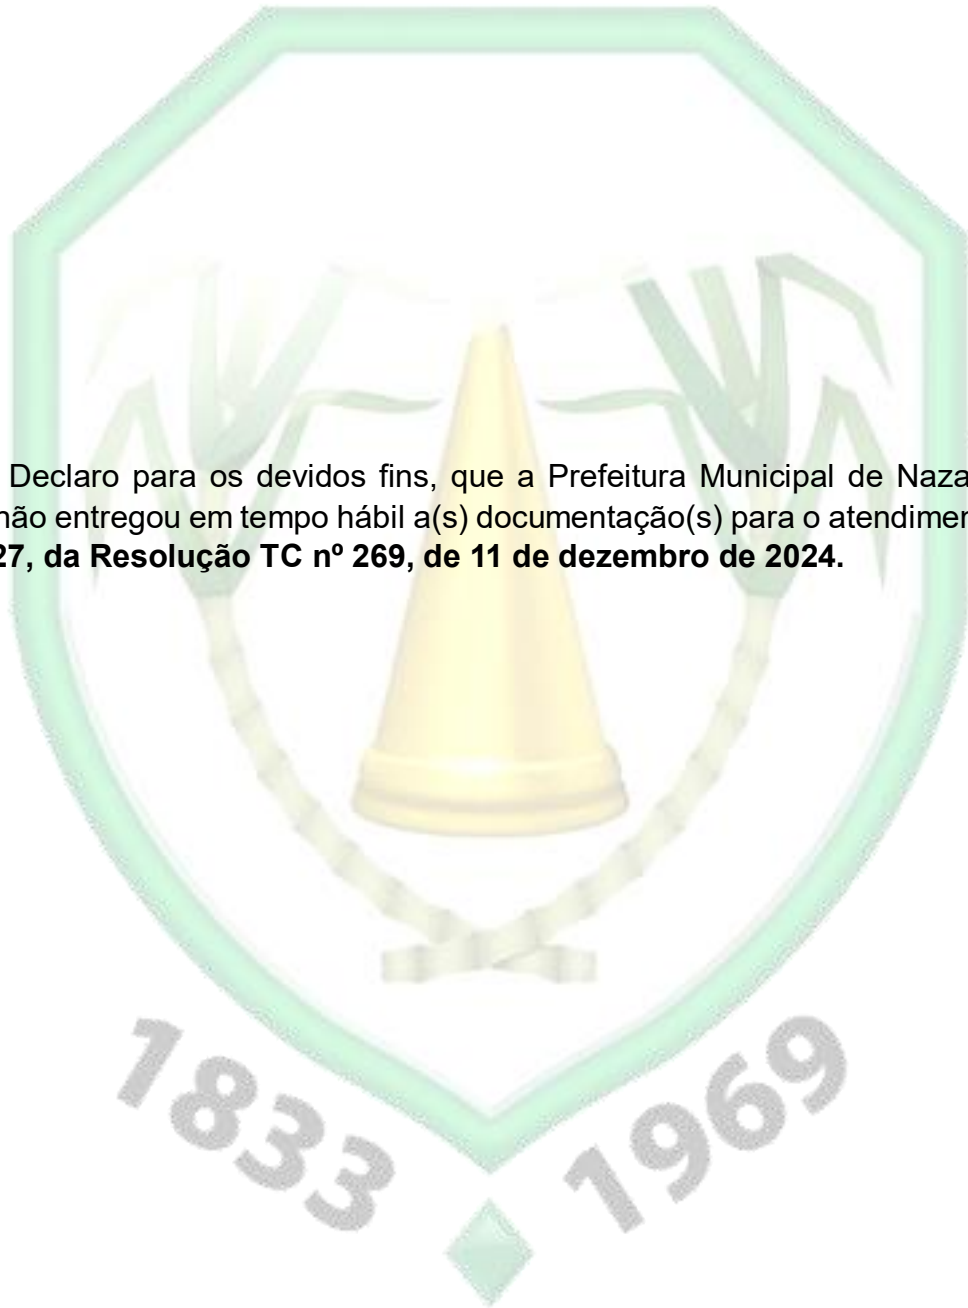 Declaro para os devidos fins, que a Prefeitura Municipal de Naza
não entregou em tempo hábil a(s) documentação(s) para o atendimen
27, da Resolução TC nº 269, de 11 de dezembro de 2024.
1833 1969